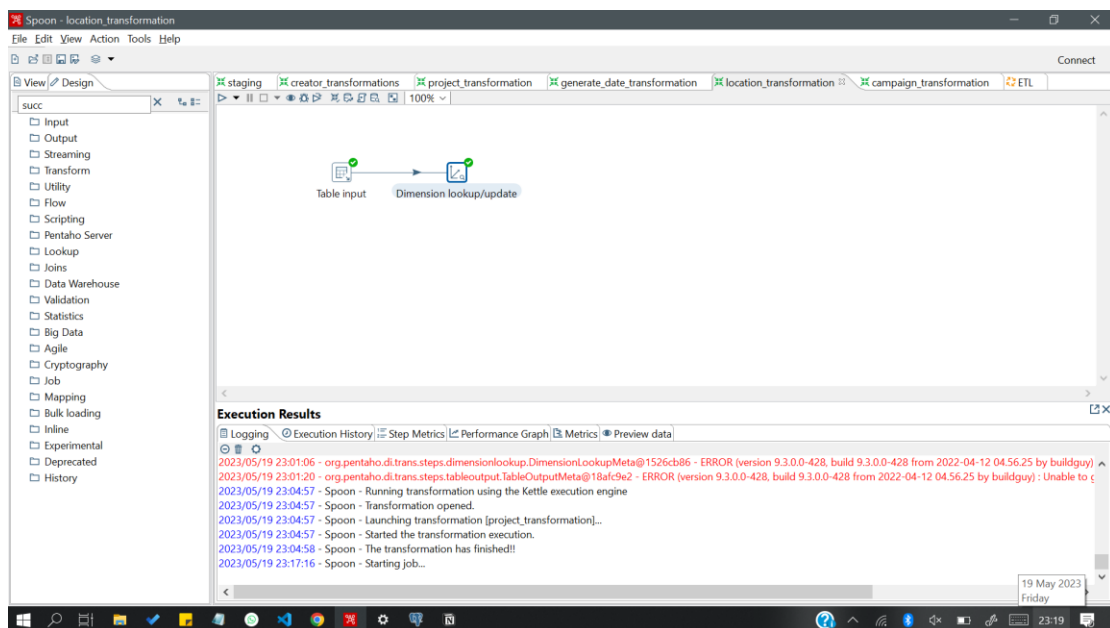 Spoon - location_transformation
File Edit View Action Tools Help
Connect
View Design
staging creator_transformations project_transformation generate_date_transformation location_transformation campaign_transformation ETL
succ
100%
Input
Output
Streaming
Transform
Utility
Flow
Scripting
Pentaho Server
Lookup
Joins
Data Warehouse
Validation
Statistics
Big Data
Agile
Cryptography
Job
Mapping
Bulk loading
Inline
Experimental
Deprecated
History
Table input Dimension lookup/update
Execution Results
Logging Execution History Step Metrics Performance Graph Metrics Preview data
2023/05/19 23:01:06 - org.pentaho.di.trans.steps.dimensionlookup.DimensionLookupMeta@1526cb86 - ERROR (version 9.3.0.0-428, build 9.3.0.0-428 from 2022-04-12 04.56.25 by buildguy)
2023/05/19 23:01:20 - org.pentaho.di.trans.steps.tableoutput.TableOutputMeta@18afc9e2 - ERROR (version 9.3.0.0-428, build 9.3.0.0-428 from 2022-04-12 04.56.25 by buildguy) : Unable to g
2023/05/19 23:04:57 - Spoon - Running transformation using the Kettle execution engine
2023/05/19 23:04:57 - Spoon - Transformation opened.
2023/05/19 23:04:57 - Spoon - Launching transformation [project_transformation]...
2023/05/19 23:04:57 - Spoon - Started the transformation execution.
2023/05/19 23:04:58 - Spoon - The transformation has finished!!
2023/05/19 23:17:16 - Spoon - Starting job...
19 May 2023
Friday
23:19